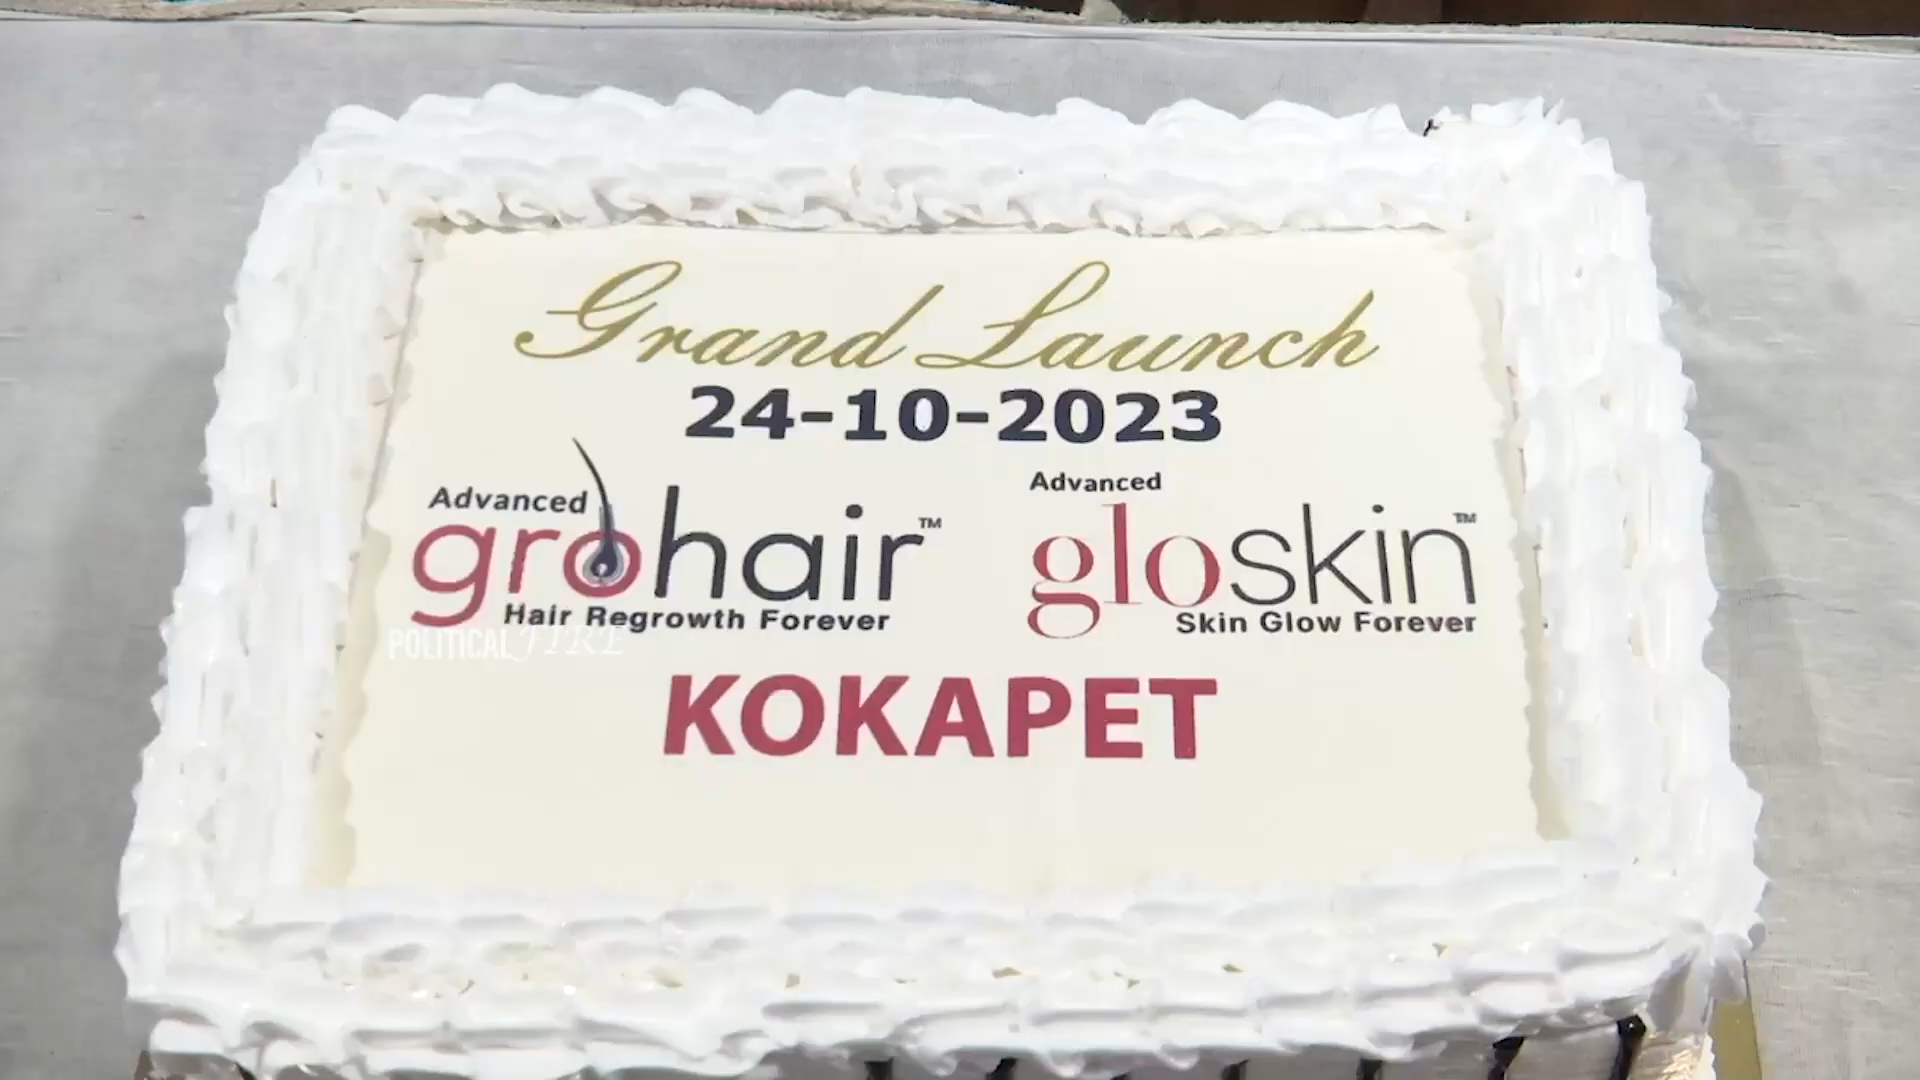 Grand Launch
24-10-2023
Advanced
grohair™
Hair Regrowth Forever
Advanced
gloskin™
Skin Glow Forever
POLITICAL FIRE
KOKAPET